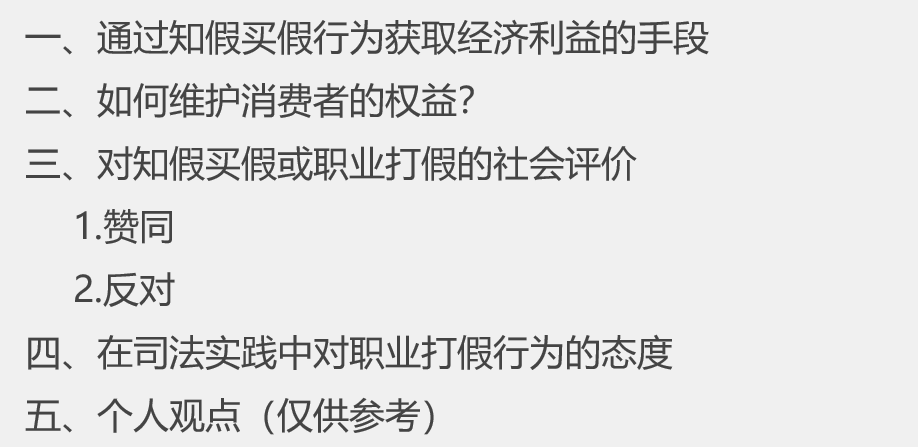 一、通过知假买假行为获取经济利益的手段
二、如何维护消费者的权益？
三、对知假买假或职业打假的社会评价
1.赞同
2.反对
四、在司法实践中对职业打假行为的态度
五、个人观点（仅供参考）